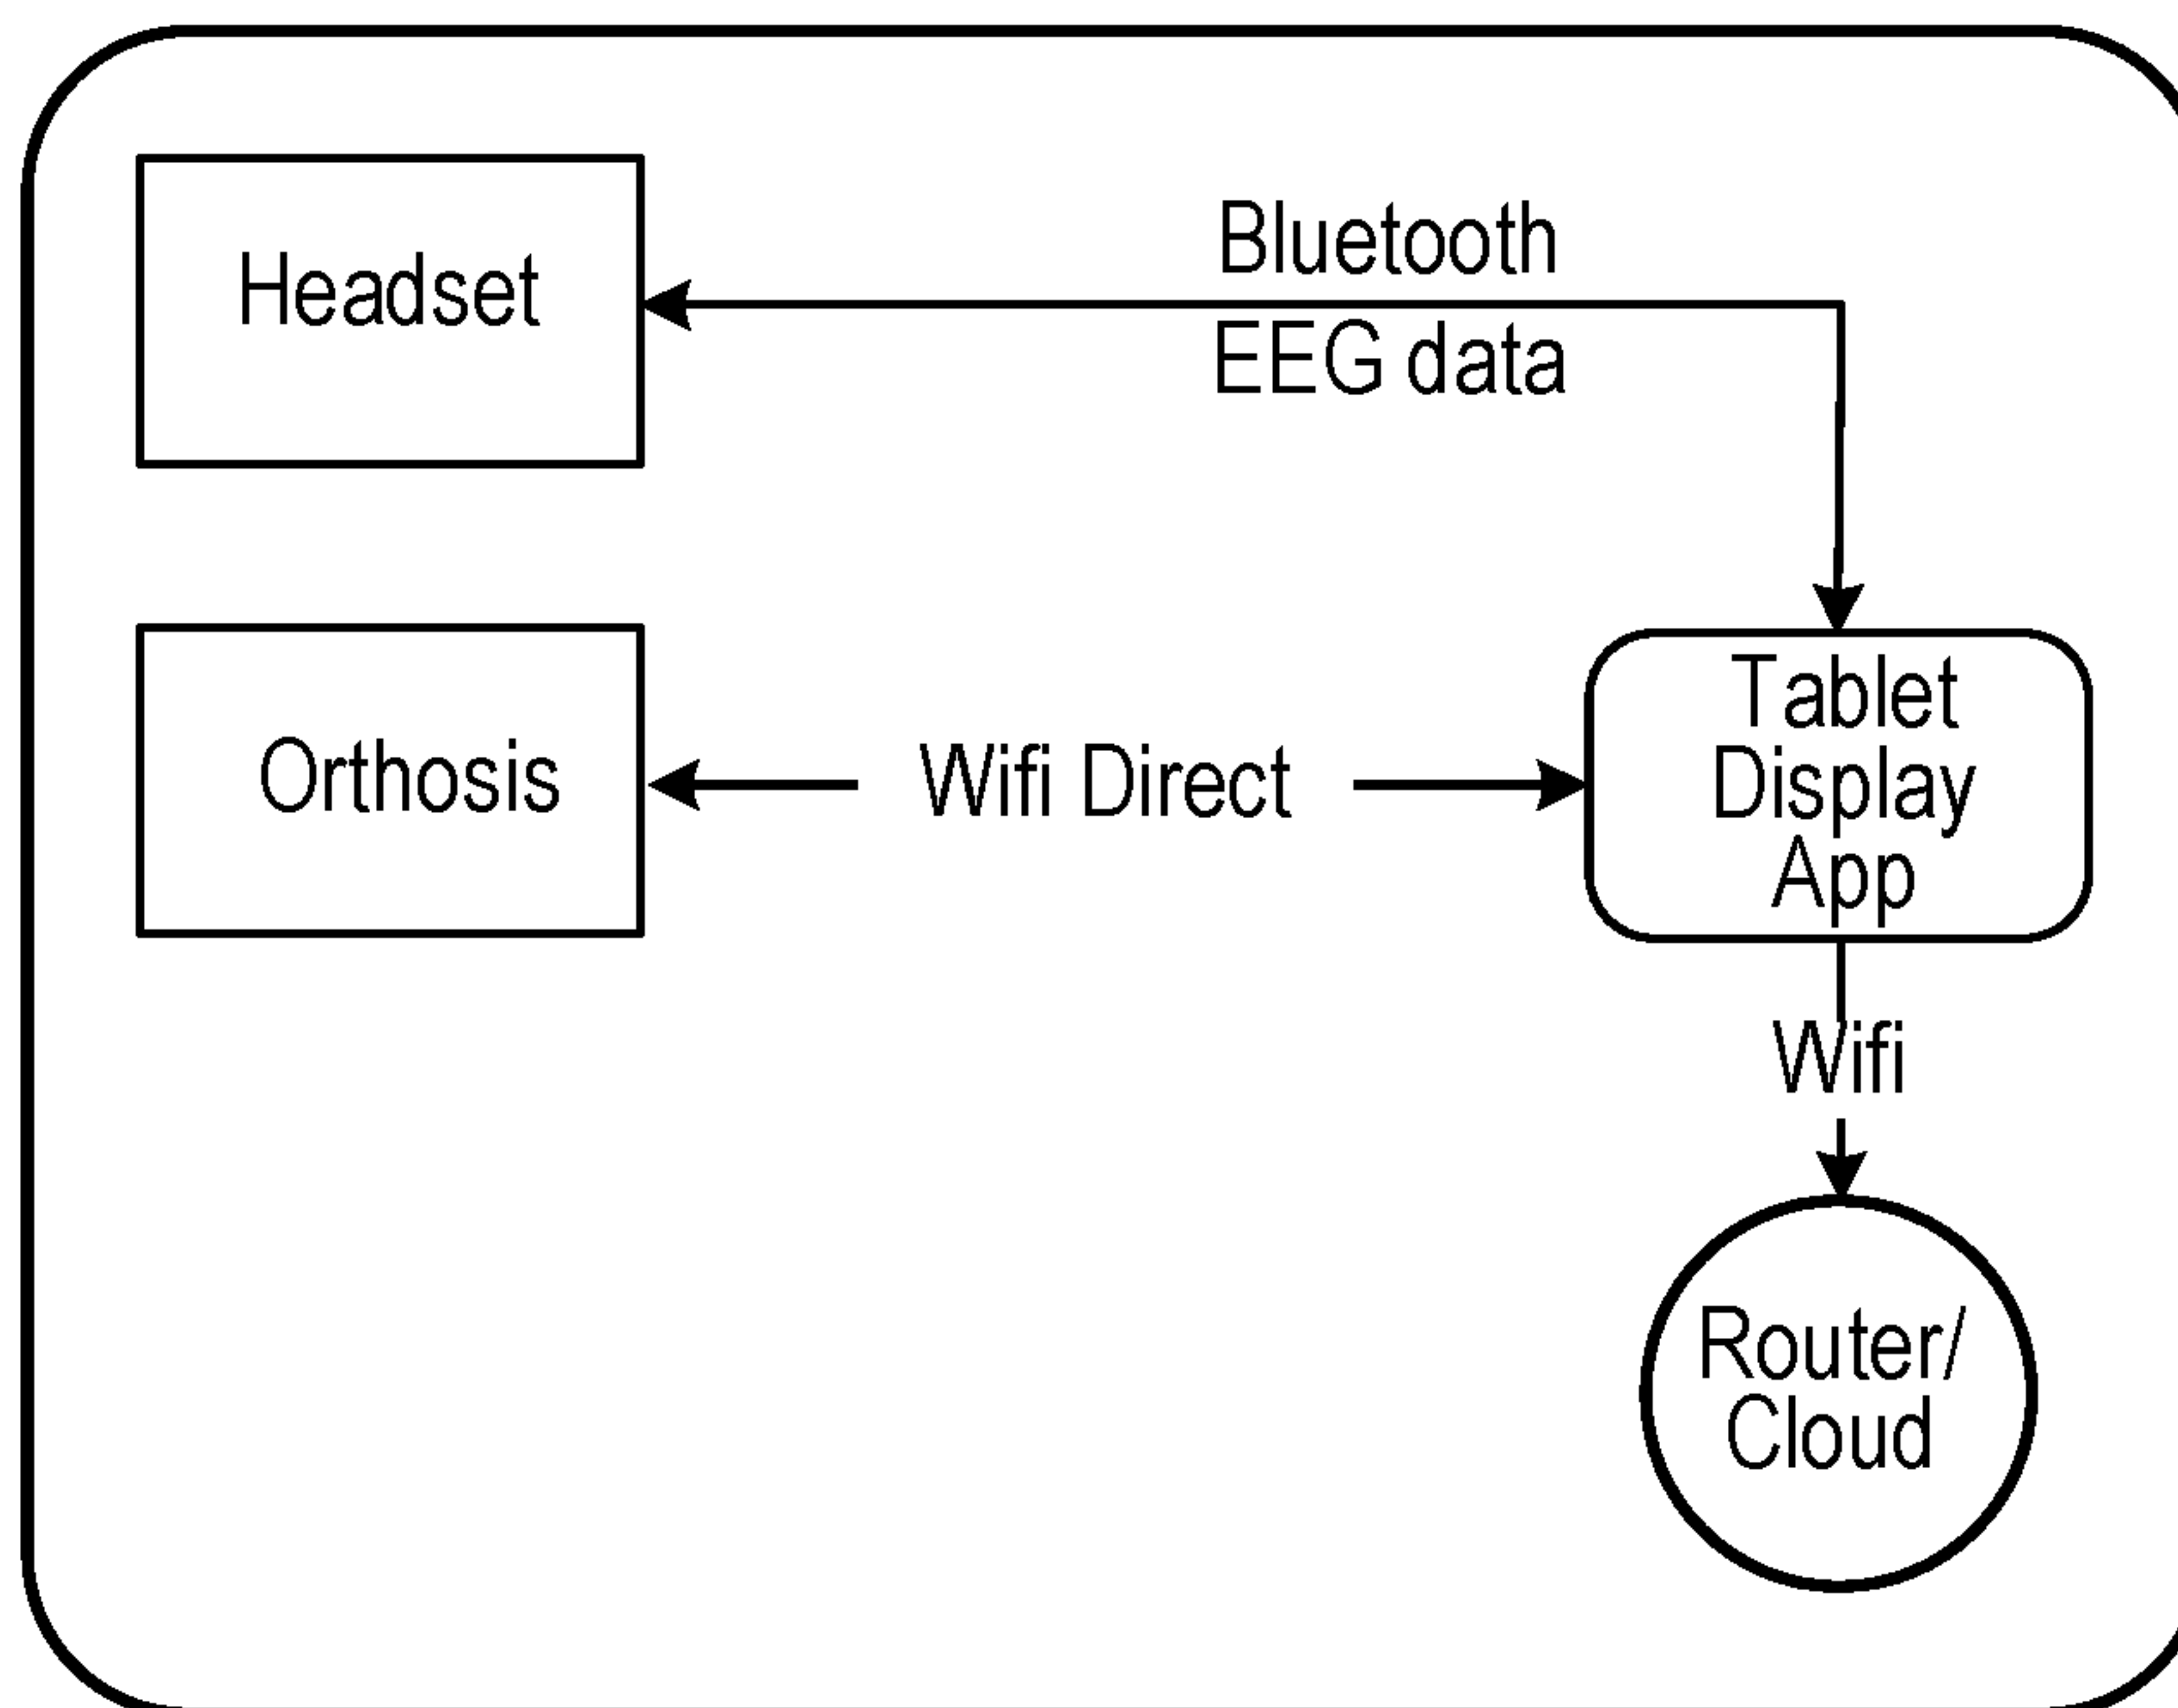 Headset
Bluetooth
EEG data
Orthosis
Wifi Direct
Tablet
Display
App
Wifi
Router/
Cloud